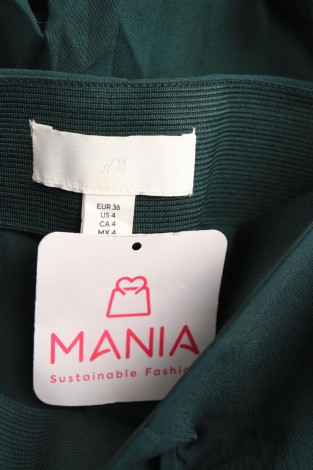 H&M
EUR 36
US 4
CA 4
MX 4
MANIA
Sustainable Fashion